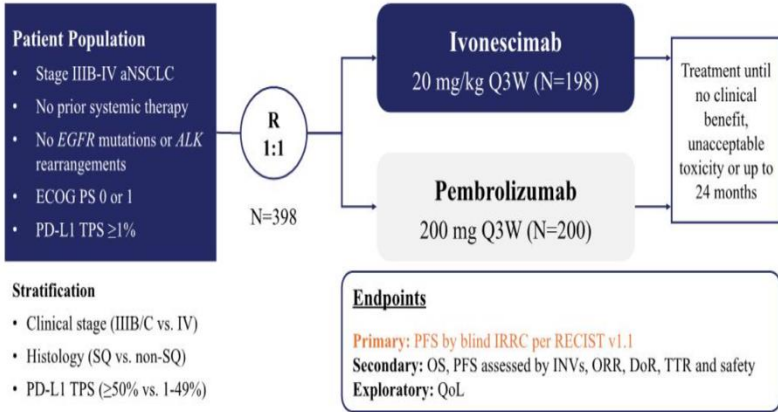 Patient Population
• Stage IIIB-IV aNSCLC
• No prior systemic therapy
• No EGFR mutations or ALK
rearrangements
• ECOG PS 0 or 1
• PD-L1 TPS ≥1%
R
1:1
N=398
Ivonescimab
20 mg/kg Q3W (N=198)
Pembrolizumab
200 mg Q3W (N=200)
Treatment until
no clinical
benefit,
unacceptable
toxicity or up to
24 months
Stratification
• Clinical stage (IIIB/C vs. IV)
• Histology (SQ vs. non-SQ)
• PD-L1 TPS (≥50% vs. 1-49%)
Endpoints
Primary: PFS by blind IRRC per RECIST v1.1
Secondary: OS, PFS assessed by INVs, ORR, DoR, TTR and safety
Exploratory: QoL